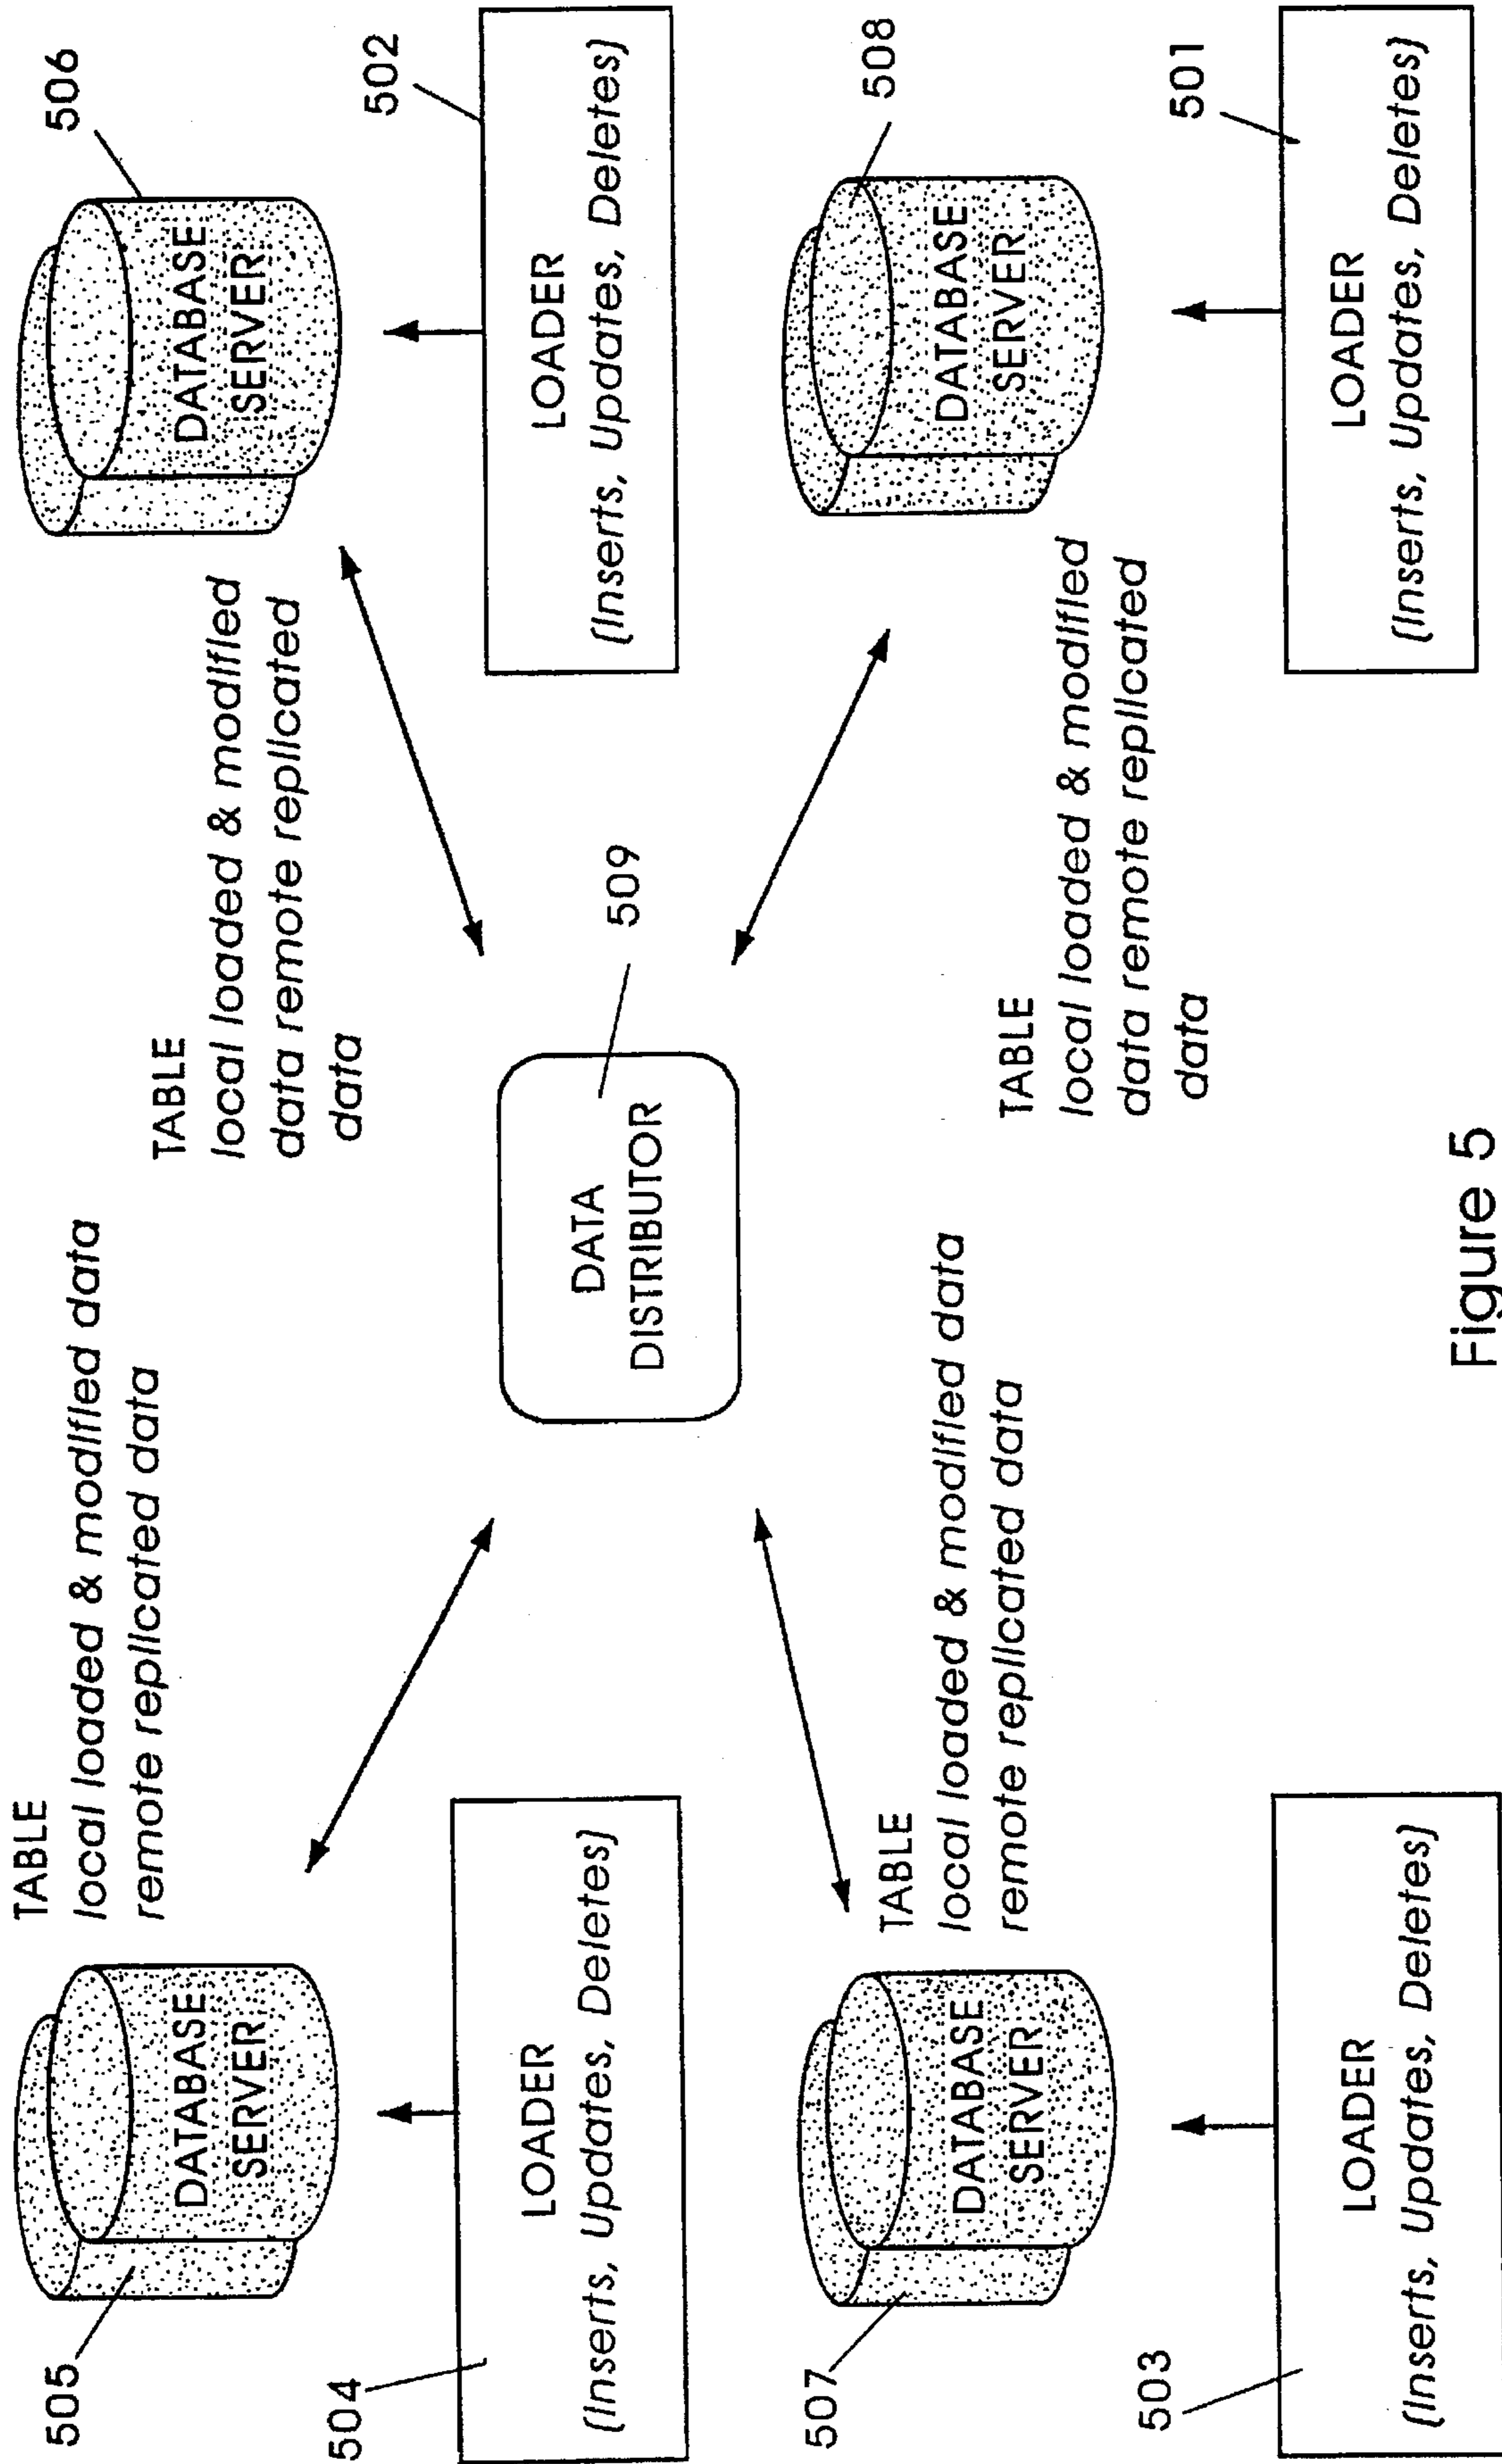 505
DATABASE
SERVER
TABLE
local loaded & modified data
remote replicated data
504
LOADER
(Inserts, Updates, Deletes)
506
DATABASE
SERVER
TABLE
local loaded & modified
data remote replicated
data
502
LOADER
(Inserts, Updates, Deletes)
DATA
DISTRIBUTOR
509
507
DATABASE
SERVER
TABLE
local loaded & modified data
remote replicated data
503
LOADER
(Inserts, Updates, Deletes)
508
DATABASE
SERVER
TABLE
local loaded & modified
data remote replicated
data
501
LOADER
(Inserts, Updates, Deletes)
Figure 5